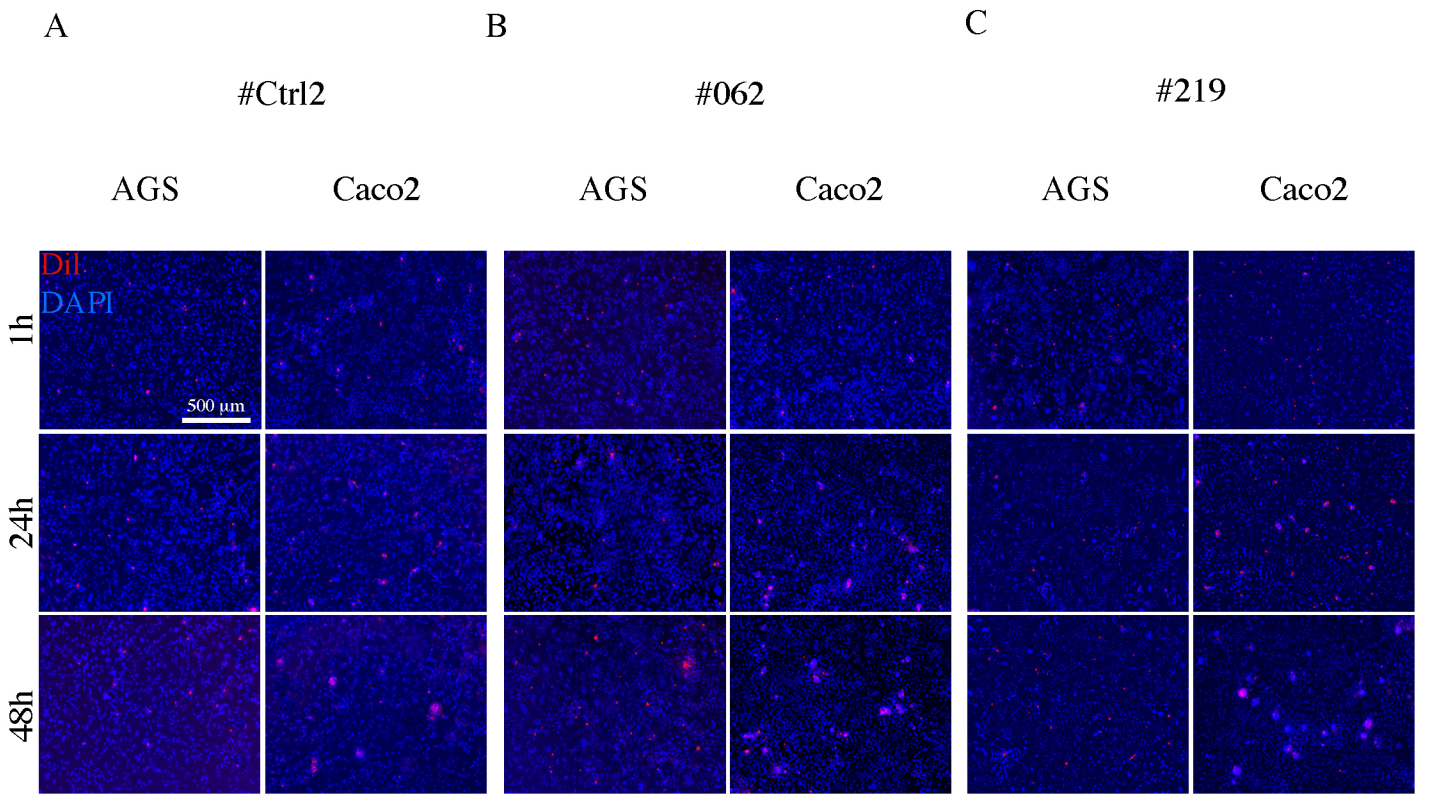 A B C
#Ctrl2 #062 #219
AGS Caco2 AGS Caco2 AGS Caco2
DiI
DAPI
1h
500 µm
24h
48h